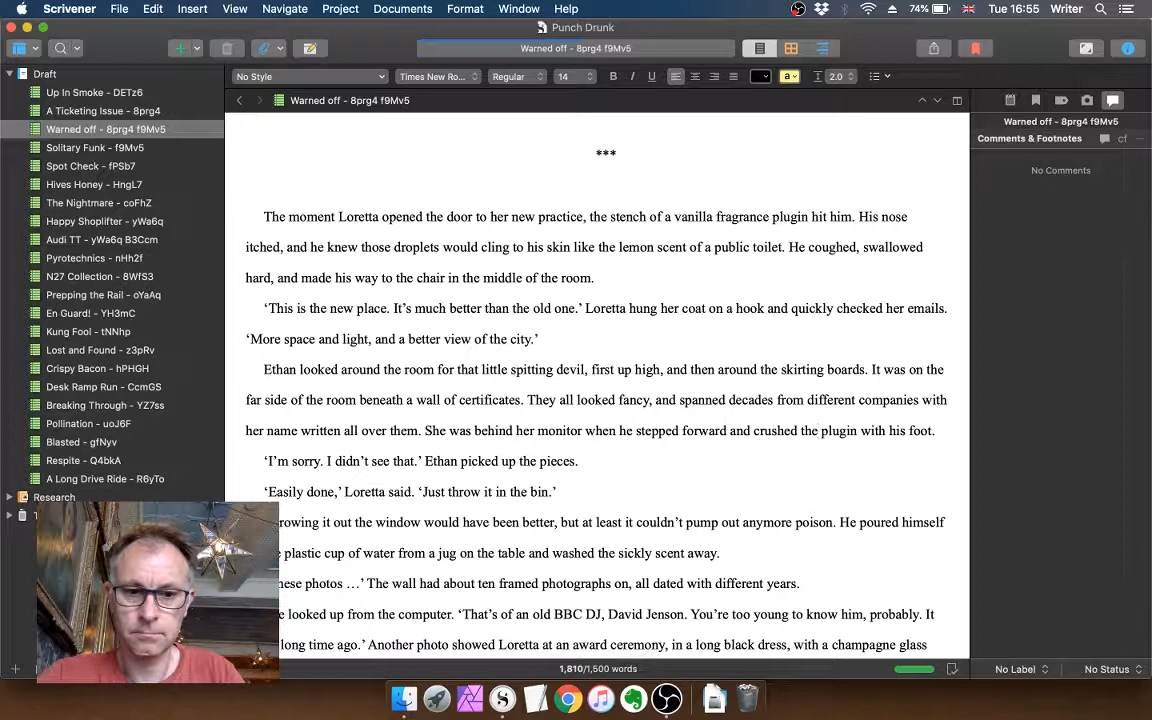 Scrivener File Edit Insert View Navigate Project Documents Format Window Help 74% Tue 16:55 Writer
Punch Drunk
Warned off - 8prg4 f9Mv5
No Style Times New Ro... Regular 14 B I U a 2.0
Draft
Up In Smoke - DETz6
A Ticketing Issue - 8prg4
Warned off - 8prg4 f9Mv5
Solitary Funk - f9Mv5
Spot Check - fPSb7
Hives Honey - HngL7
The Nightmare - coFhZ
Happy Shoplifter - yWa6q
Audi TT - yWa6q B3Ccm
Pyrotechnics - nHh2f
N27 Collection - 8WfS3
Prepping the Rail - oYaAq
En Guard! - YH3mC
Kung Fool - tNNhp
Lost and Found - z3pRv
Crispy Bacon - hPHGH
Desk Ramp Run - CcmGS
Breaking Through - YZ7ss
Pollination - uoJ6F
Blasted - gfNyv
Respite - Q4bkA
A Long Drive Ride - R6yTo
Research
T
Warned off - 8prg4 f9Mv5
***
The moment Loretta opened the door to her new practice, the stench of a vanilla fragrance plugin hit him. His nose
itched, and he knew those droplets would cling to his skin like the lemon scent of a public toilet. He coughed, swallowed
hard, and made his way to the chair in the middle of the room.
‘This is the new place. It’s much better than the old one.’ Loretta hung her coat on a hook and quickly checked her emails.
‘More space and light, and a better view of the city.’
Ethan looked around the room for that little spitting devil, first up high, and then around the skirting boards. It was on the
far side of the room beneath a wall of certificates. They all looked fancy, and spanned decades from different companies with
her name written all over them. She was behind her monitor when he stepped forward and crushed the plugin with his foot.
‘I’m sorry. I didn’t see that.’ Ethan picked up the pieces.
‘Easily done,’ Loretta said. ‘Just throw it in the bin.’
rowing it out the window would have been better, but at least it couldn’t pump out anymore poison. He poured himself
plastic cup of water from a jug on the table and washed the sickly scent away.
hese photos …’ The wall had about ten framed photographs on, all dated with different years.
e looked up from the computer. ‘That’s of an old BBC DJ, David Jenson. You’re too young to know him, probably. It
long time ago.’ Another photo showed Loretta at an award ceremony, in a long black dress, with a champagne glass
1,810/1,500 words
Warned off - 8prg4 f9Mv5
Comments & Footnotes cf
No Comments
No Label No Status